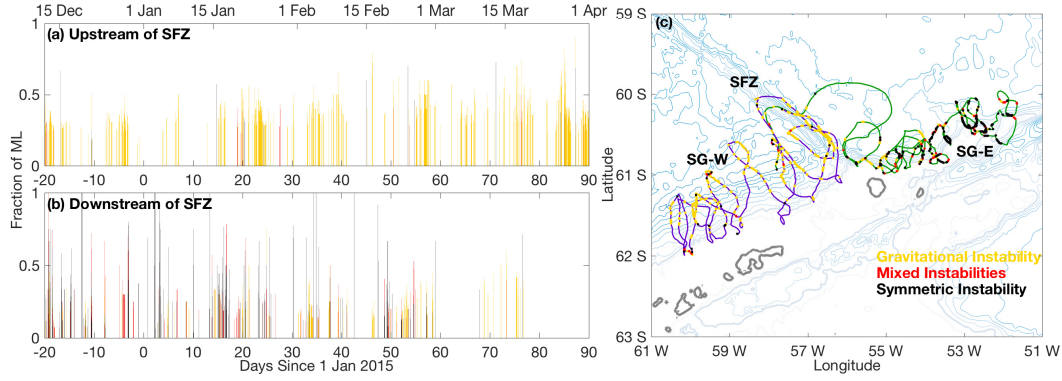 15 Dec 1 Jan 15 Jan 1 Feb 15 Feb 1 Mar 15 Mar 1 Apr
1
(a) Upstream of SFZ
0.5
0
-20 -10 0 10 20 30 40 50 60 70 80 90
Fraction of ML
1
(b) Downstream of SFZ
0.5
0
-20 -10 0 10 20 30 40 50 60 70 80 90
Days Since 1 Jan 2015
59 S
(c)
SFZ
60 S
SG-W
SG-E
61 S
Latitude
62 S
Gravitational Instability
Mixed Instabilities
Symmetric Instability
63 S
61 W 59 W 57 W 55 W 53 W 51 W
Longitude